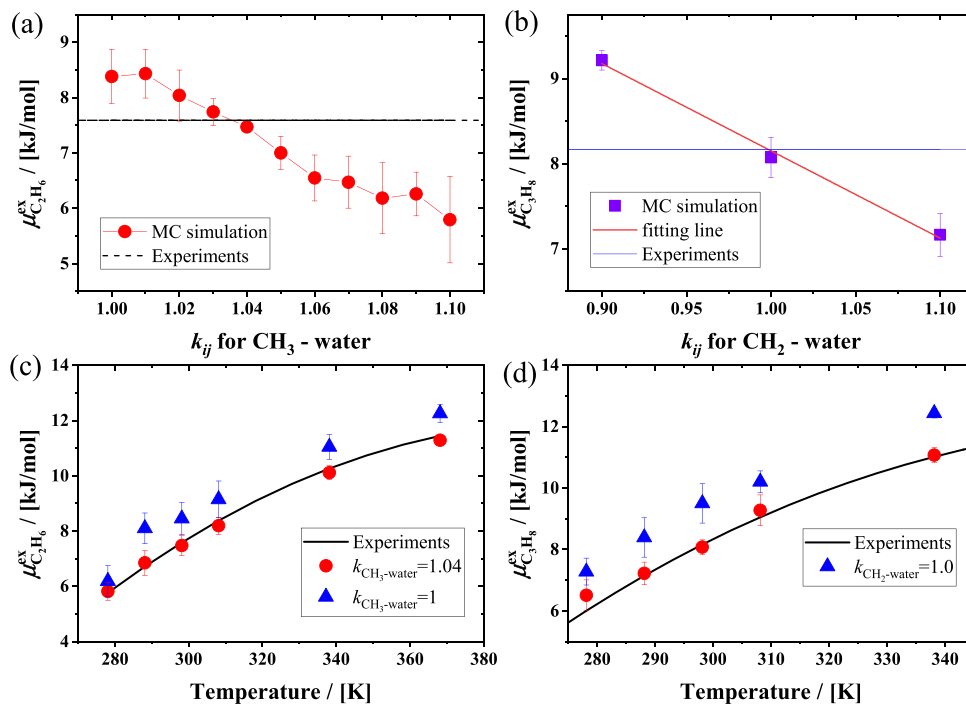 (a)
9
8
7
6
5
μ^ex_C2H6 / [kJ/mol]
MC simulation
Experiments
1.00 1.02 1.04 1.06 1.08 1.10
k_ij for CH3 - water
(b)
9
8
7
μ^ex_C3H8 / [kJ/mol]
MC simulation
fitting line
Experiments
0.90 0.95 1.00 1.05 1.10
k_ij for CH2 - water
(c)
14
12
10
8
6
4
μ^ex_C2H6 / [kJ/mol]
Experiments
k_CH3-water=1.04
k_CH3-water=1
280 300 320 340 360 380
Temperature / [K]
(d)
14
12
10
8
6
μ^ex_C3H8 / [kJ/mol]
Experiments
k_CH2-water=1.0
280 290 300 310 320 330 340
Temperature / [K]